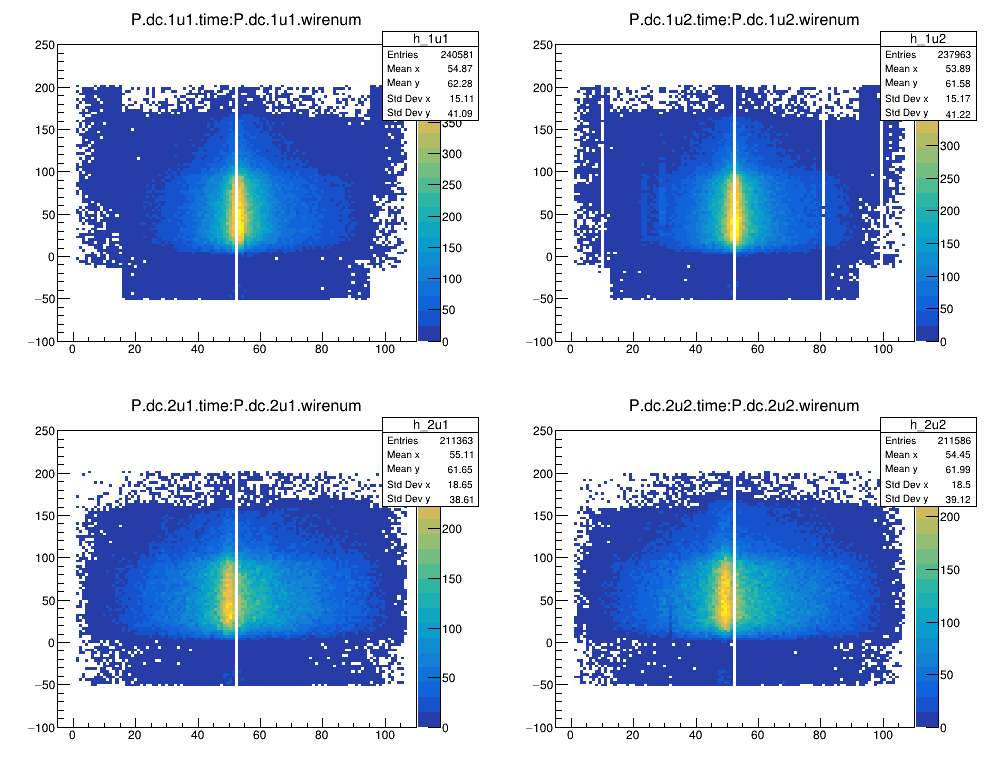 P.dc.1u1.time:P.dc.1u1.wirenum
h_1u1
Entries 240581
Mean x 54.87
Mean y 62.28
Std Dev x 15.11
Std Dev y 41.09
250
200
150
100
50
0
−50
−100
0 20 40 60 80 100
350
300
250
200
150
100
50
0
P.dc.1u2.time:P.dc.1u2.wirenum
h_1u2
Entries 237963
Mean x 53.89
Mean y 61.58
Std Dev x 15.17
Std Dev y 41.22
250
200
150
100
50
0
−50
−100
0 20 40 60 80 100
300
250
200
150
100
50
0
P.dc.2u1.time:P.dc.2u1.wirenum
h_2u1
Entries 211363
Mean x 55.11
Mean y 61.65
Std Dev x 18.65
Std Dev y 38.61
250
200
150
100
50
0
−50
−100
0 20 40 60 80 100
200
150
100
50
0
P.dc.2u2.time:P.dc.2u2.wirenum
h_2u2
Entries 211586
Mean x 54.45
Mean y 61.99
Std Dev x 18.5
Std Dev y 39.12
250
200
150
100
50
0
−50
−100
0 20 40 60 80 100
200
150
100
50
0